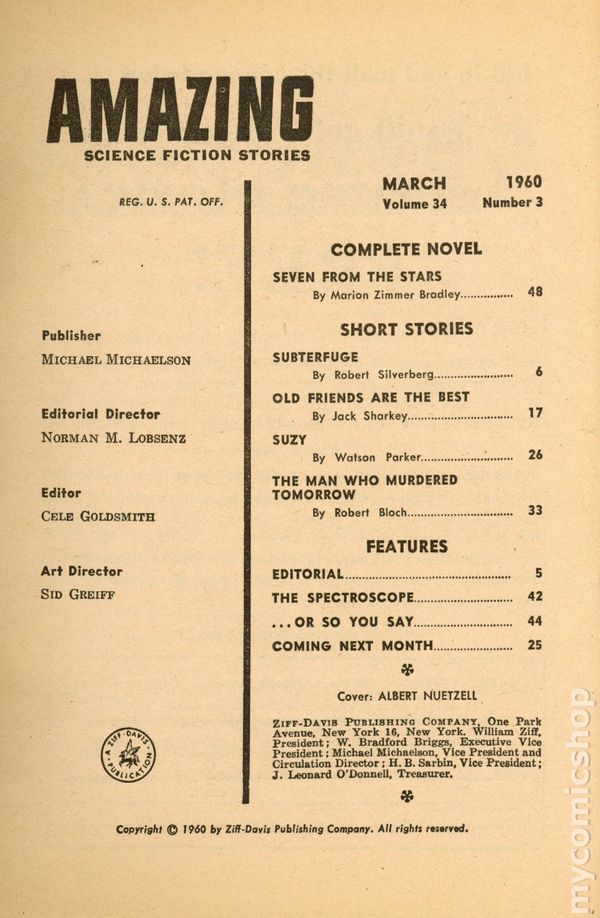 AMAZING
SCIENCE FICTION STORIES
REG. U. S. PAT. OFF.
MARCH 1960
Volume 34 Number 3
Publisher
MICHAEL MICHAELSON
Editorial Director
NORMAN M. LOBSENZ
Editor
CELE GOLDSMITH
Art Director
SID GREIFF
COMPLETE NOVEL
SEVEN FROM THE STARS
By Marion Zimmer Bradley................ 48
SHORT STORIES
SUBTERFUGE
By Robert Silverberg................ 6
OLD FRIENDS ARE THE BEST
By Jack Sharkey............................ 17
SUZY
By Watson Parker........................ 26
THE MAN WHO MURDERED
TOMORROW
By Robert Bloch............................ 33
FEATURES
EDITORIAL........................................... 5
THE SPECTROSCOPE......................... 42
...OR SO YOU SAY.......................... 44
COMING NEXT MONTH..................... 25
Cover: ALBERT NUETZELL
ZIFF-DAVIS PUBLISHING COMPANY, One Park
Avenue, New York 16, New York. William Ziff,
President; W. Bradford Briggs, Executive Vice
President; Michael Michaelson, Vice President and
Circulation Director; H. B. Sarbin, Vice President;
J. Leonard O'Donnell, Treasurer.
A ZIFF-DAVIS PUBLICATION
Copyright © 1960 by Ziff-Davis Publishing Company. All rights reserved.
mycomicshop